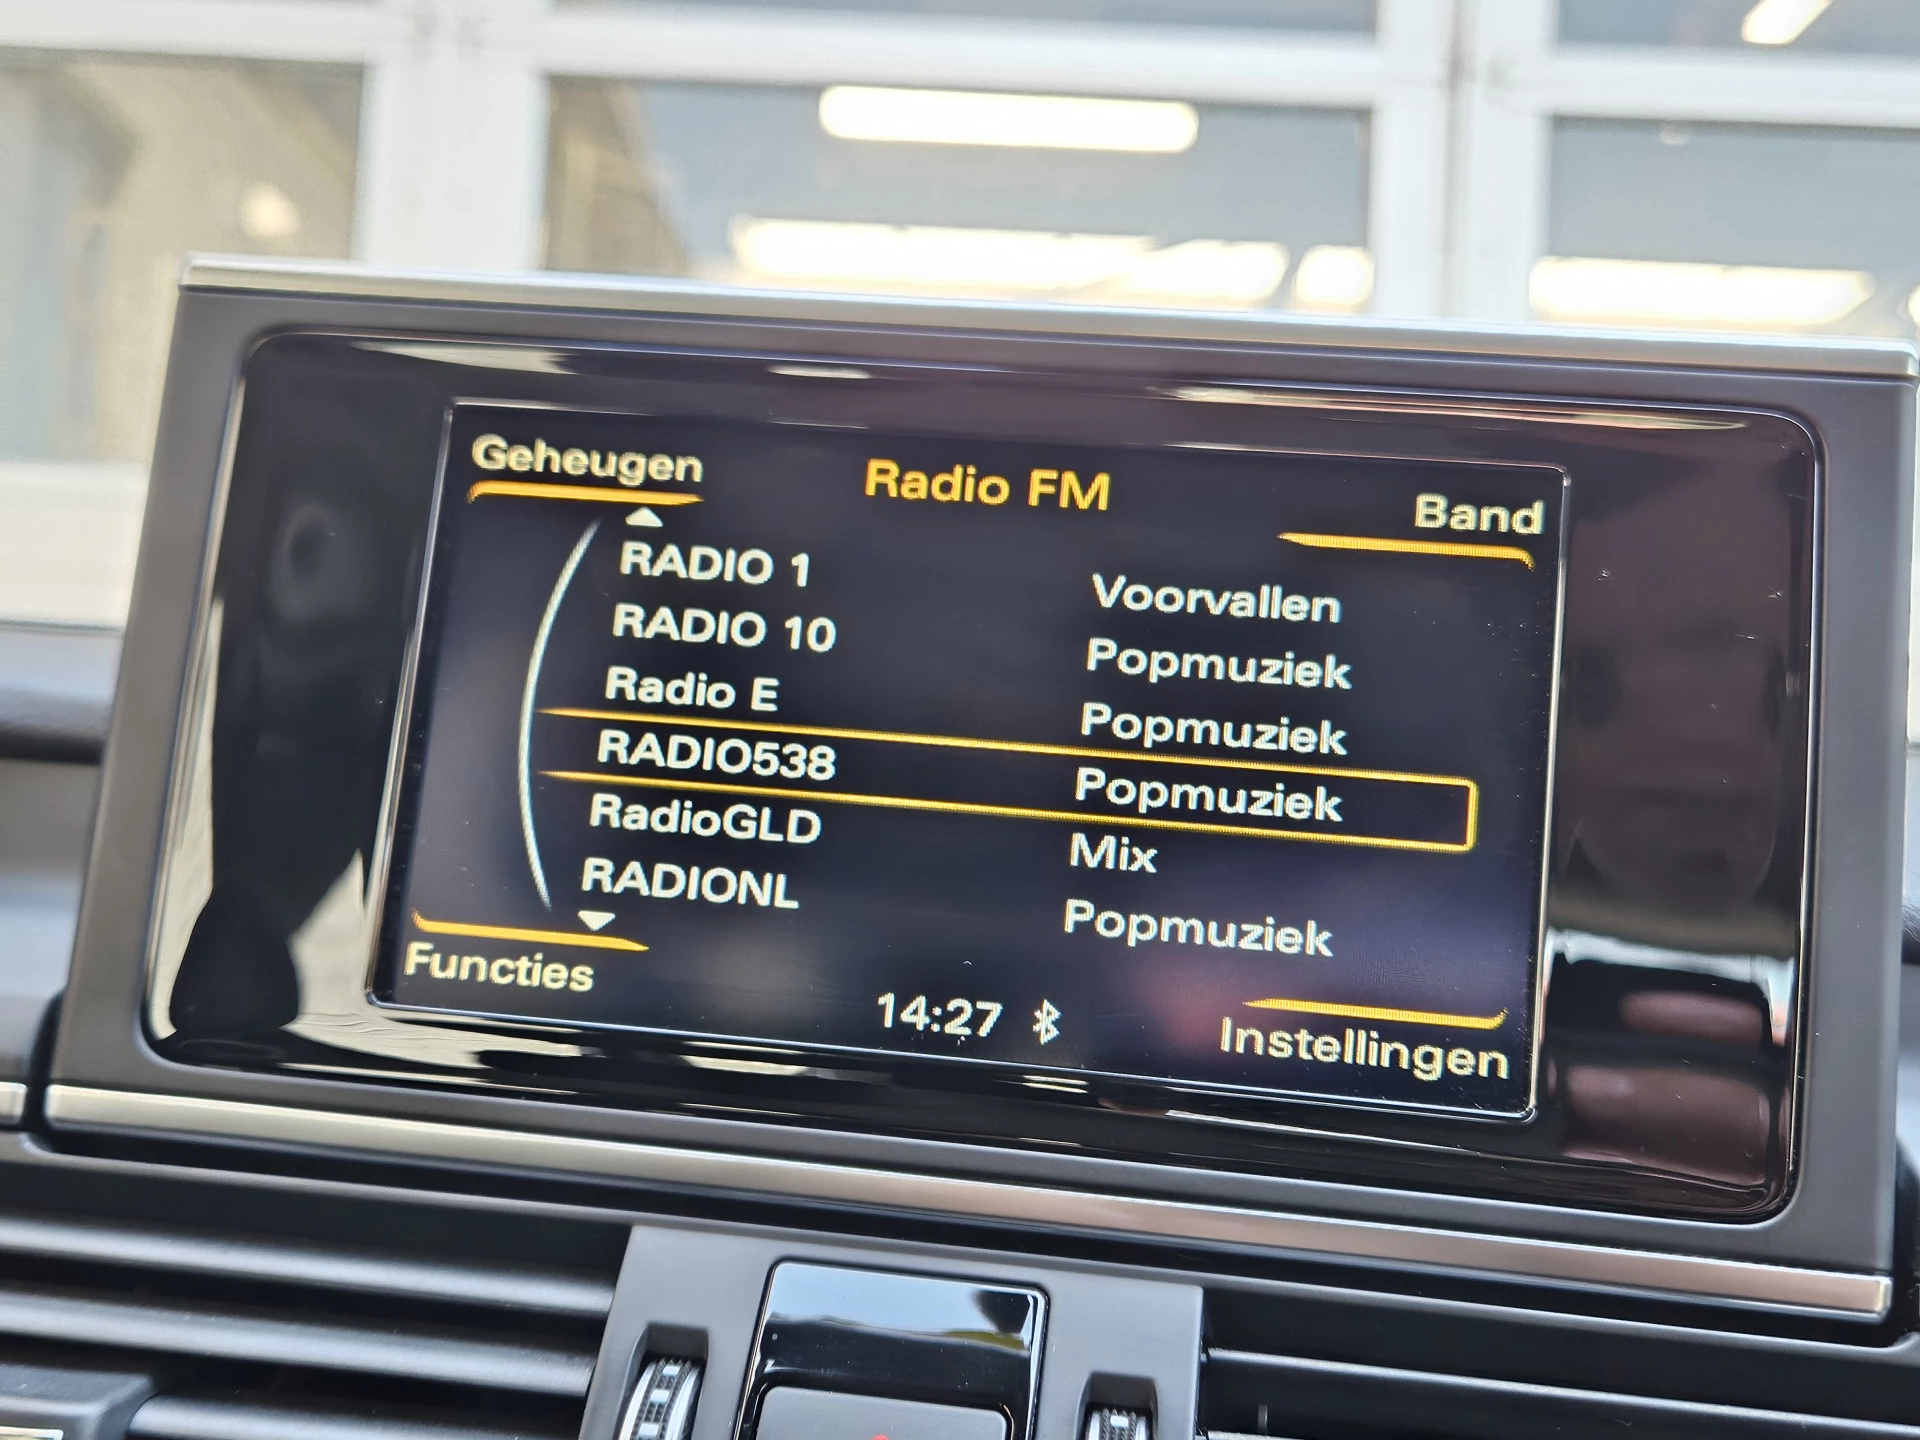 Geheugen
Radio FM
Band
RADIO 1 Voorvallen
RADIO 10 Popmuziek
Radio E Popmuziek
RADIO538 Popmuziek
RadioGLD Mix
RADIONL Popmuziek
Functies
14:27
Instellingen